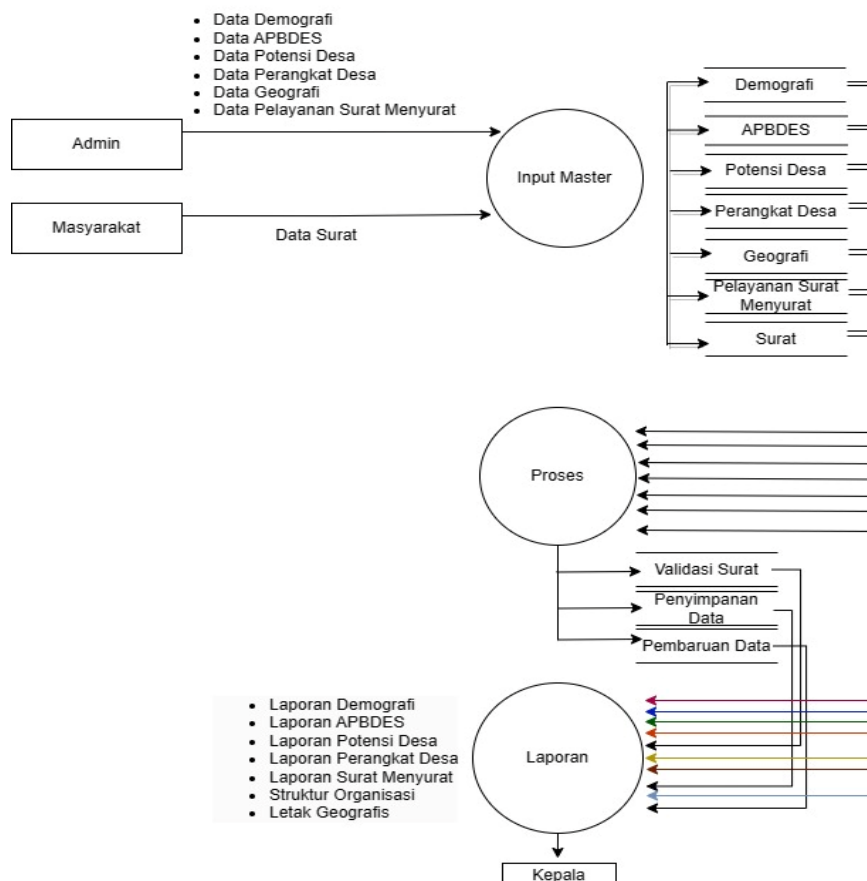 Data Demografi
Data APBDES
Data Potensi Desa
Data Perangkat Desa
Data Geografi
Data Pelayanan Surat Menyurat
Admin
Masyarakat
Data Surat
Input Master
Demografi
APBDES
Potensi Desa
Perangkat Desa
Geografi
Pelayanan Surat
Menyurat
Surat
Proses
Validasi Surat
Penyimpanan
Data
Pembaruan Data
Laporan Demografi
Laporan APBDES
Laporan Potensi Desa
Laporan Perangkat Desa
Laporan Surat Menyurat
Struktur Organisasi
Letak Geografis
Laporan
Kepala